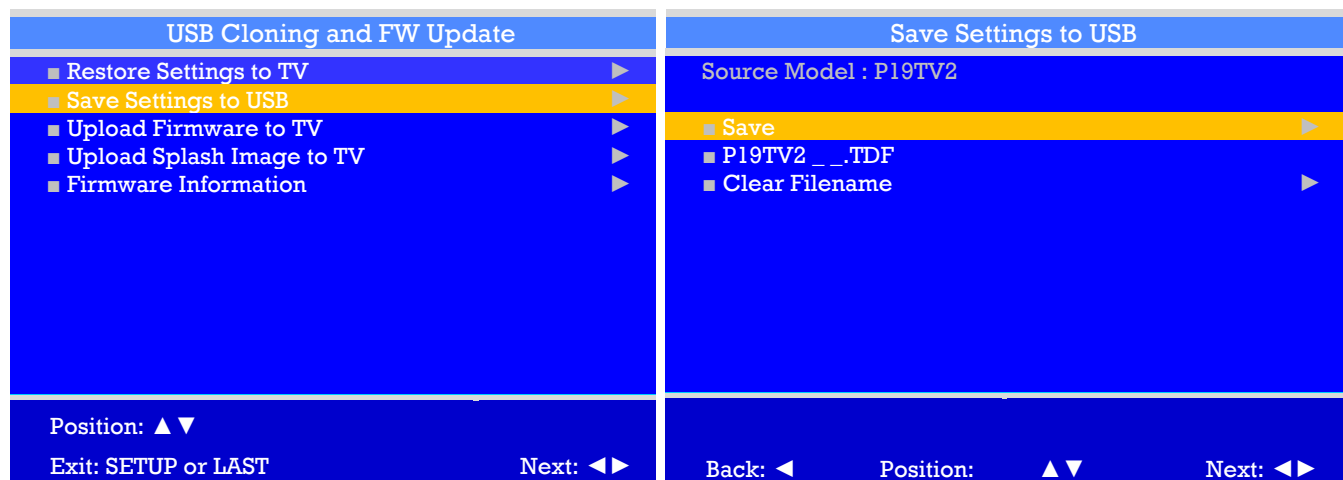 USB Cloning and FW Update
■ Restore Settings to TV ►
■ Save Settings to USB ►
■ Upload Firmware to TV ►
■ Upload Splash Image to TV ►
■ Firmware Information ►
Position: ▲▼
Exit: SETUP or LAST Next: ◄►
Save Settings to USB
Source Model : P19TV2
■ Save ►
■ P19TV2 _ _.TDF
■ Clear Filename ►
Back: ◄ Position: ▲▼ Next: ◄►